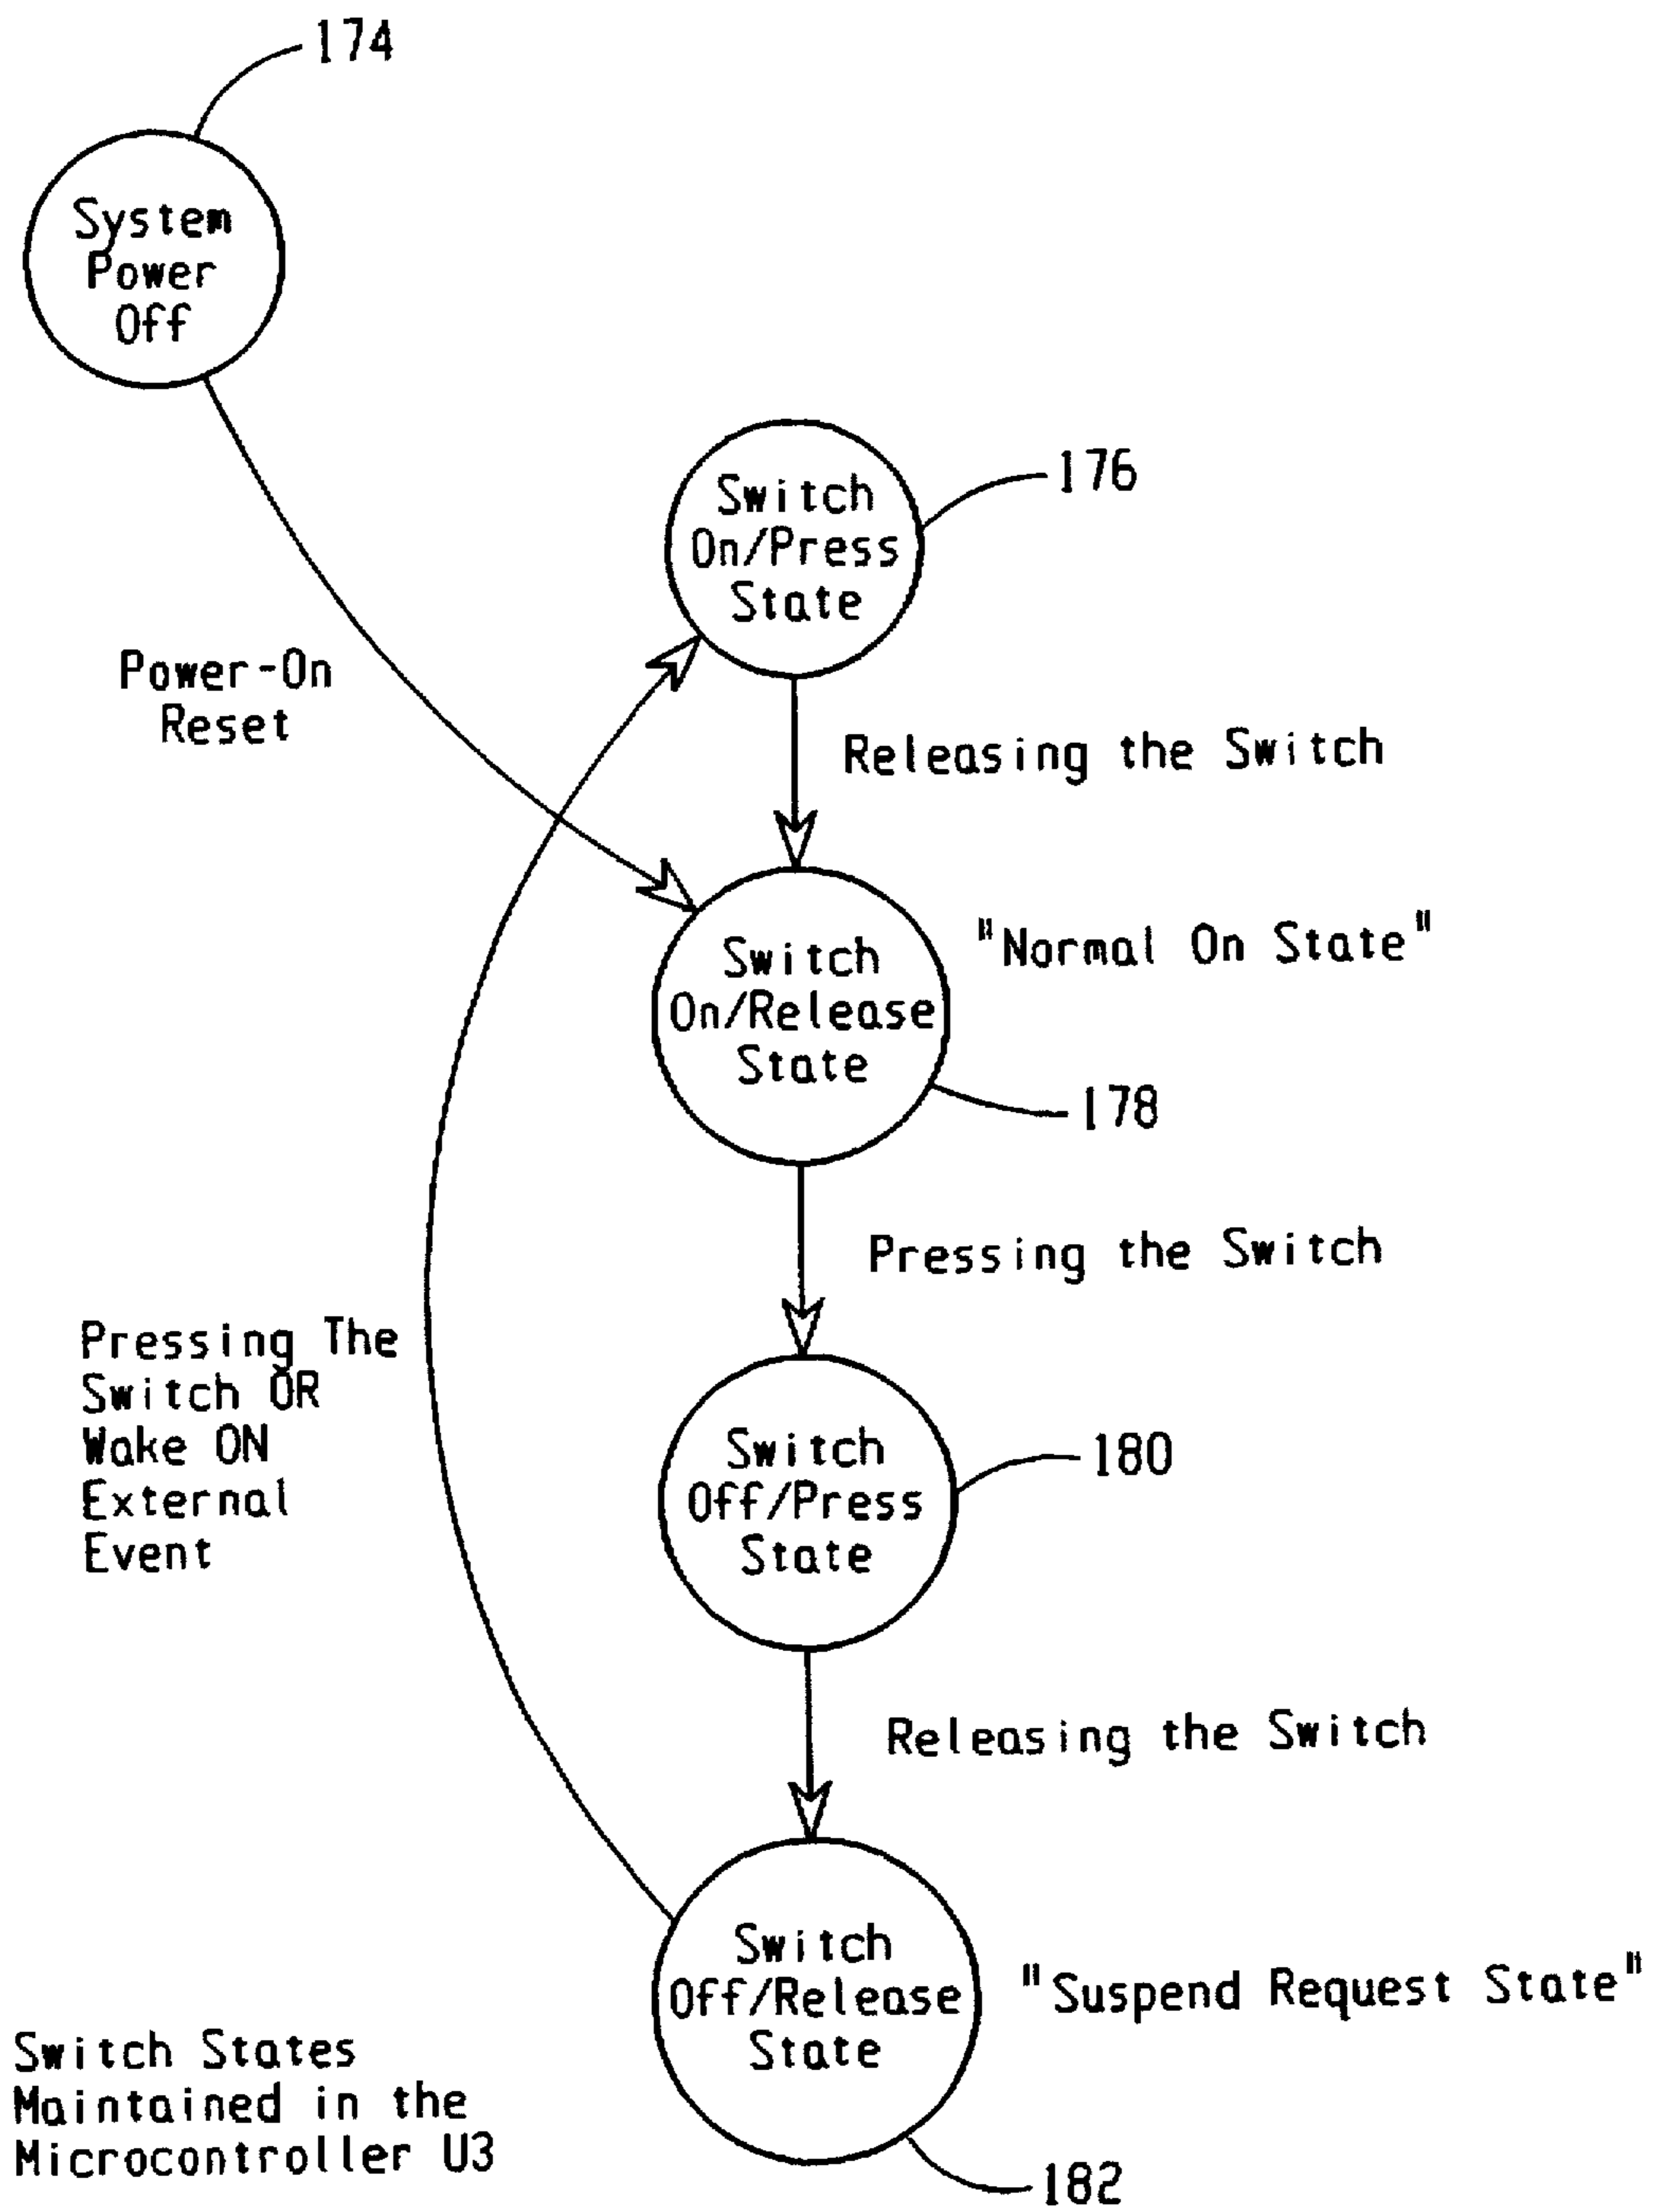 174
System
Power
Off
176
Switch
On/Press
State
Power-On
Reset
Releasing the Switch
"Normal On State"
Switch
On/Release
State
178
Pressing the Switch
Pressing The
Switch OR
Wake ON
External
Event
Switch
Off/Press
State
180
Releasing the Switch
Switch
Off/Release
State
"Suspend Request State"
Switch States
Maintained in the
Microcontroller U3
182